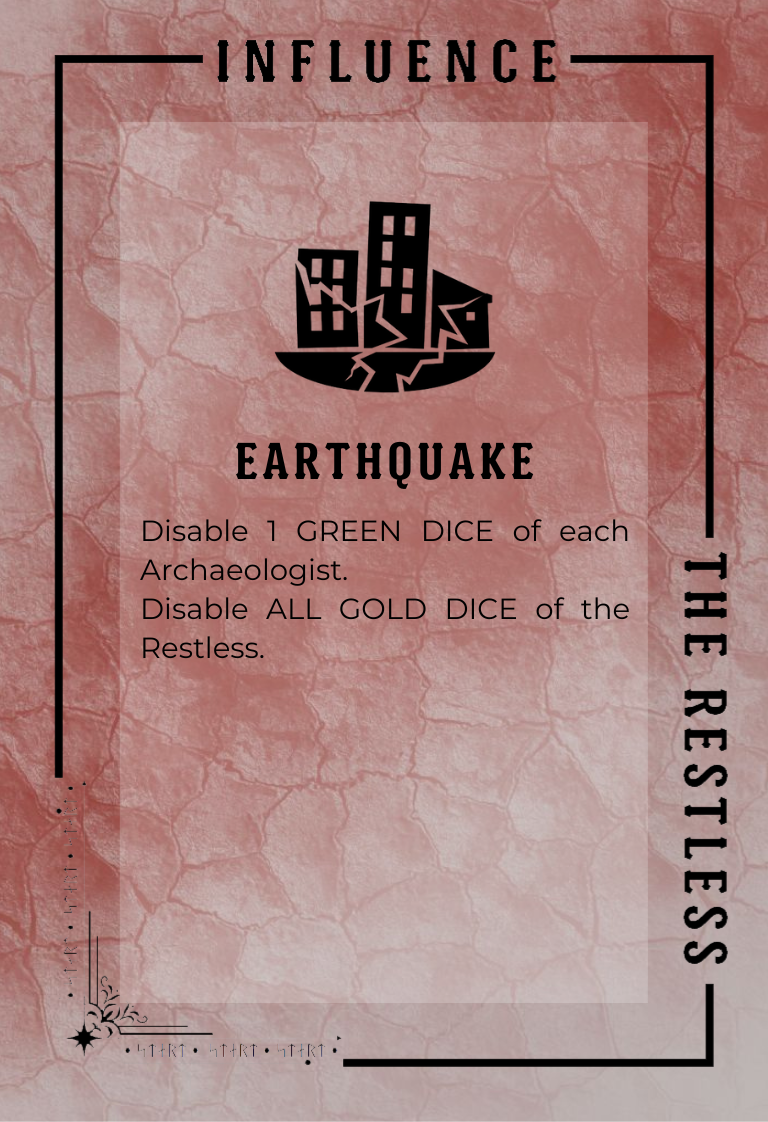 INFLUENCE
EARTHQUAKE
Disable 1 GREEN DICE of each
Archaeologist.
Disable ALL GOLD DICE of the
Restless.
THE RESTLESS